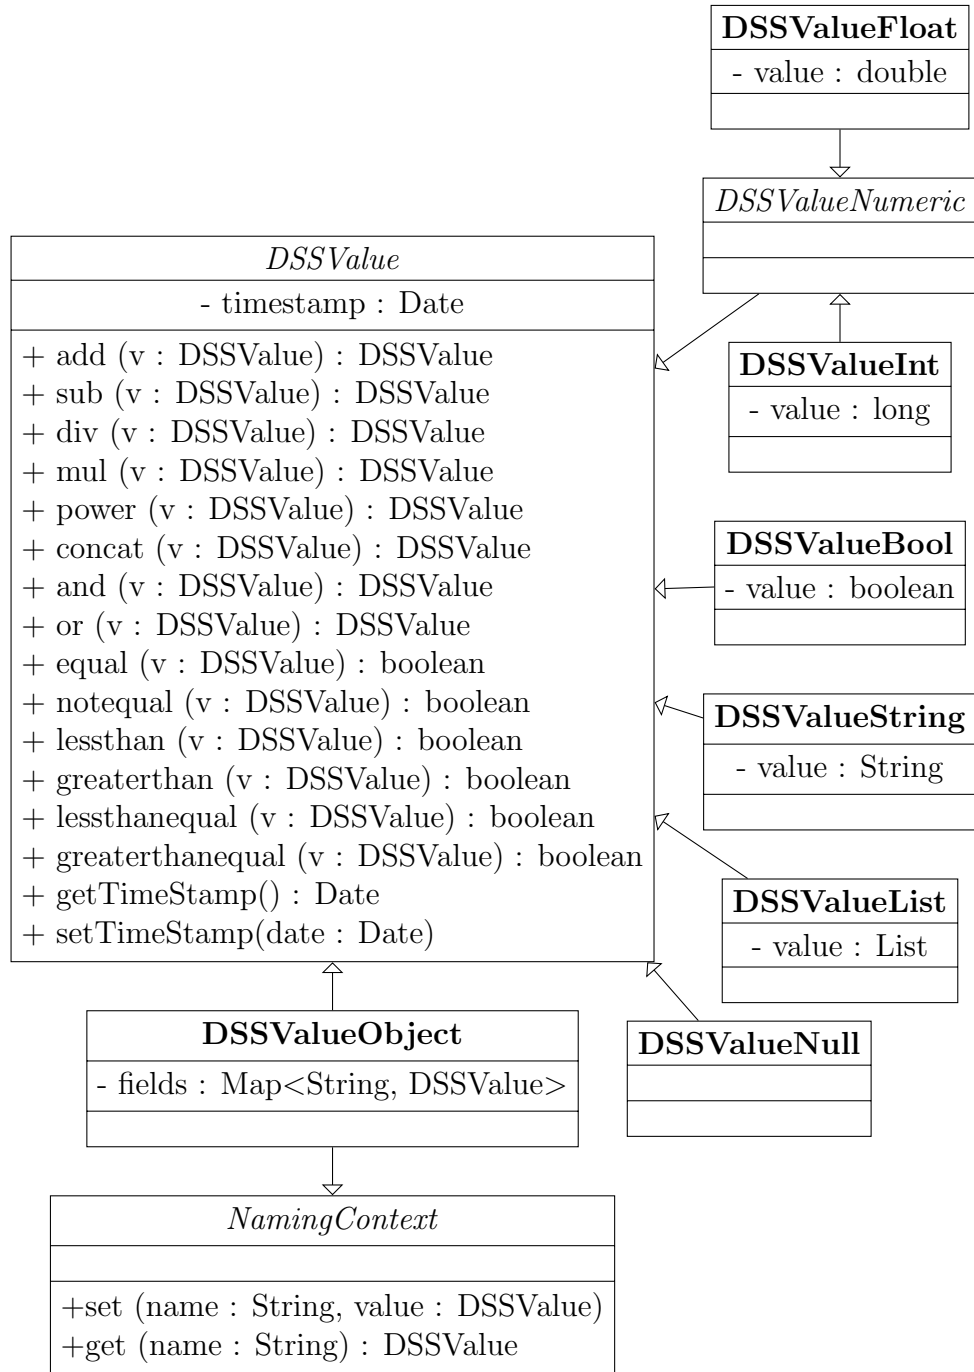 DSSValueFloat
- value : double
DSSValueNumeric
DSSValue
- timestamp : Date
+ add (v : DSSValue) : DSSValue
+ sub (v : DSSValue) : DSSValue
+ div (v : DSSValue) : DSSValue
+ mul (v : DSSValue) : DSSValue
+ power (v : DSSValue) : DSSValue
+ concat (v : DSSValue) : DSSValue
+ and (v : DSSValue) : DSSValue
+ or (v : DSSValue) : DSSValue
+ equal (v : DSSValue) : boolean
+ notequal (v : DSSValue) : boolean
+ lessthan (v : DSSValue) : boolean
+ greaterthan (v : DSSValue) : boolean
+ lessthanequal (v : DSSValue) : boolean
+ greaterthanequal (v : DSSValue) : boolean
+ getTimeStamp() : Date
+ setTimeStamp(date : Date)
DSSValueInt
- value : long
DSSValueBool
- value : boolean
DSSValueString
- value : String
DSSValueList
- value : List
DSSValueNull
DSSValueObject
- fields : Map<String, DSSValue>
NamingContext
+set (name : String, value : DSSValue)
+get (name : String) : DSSValue